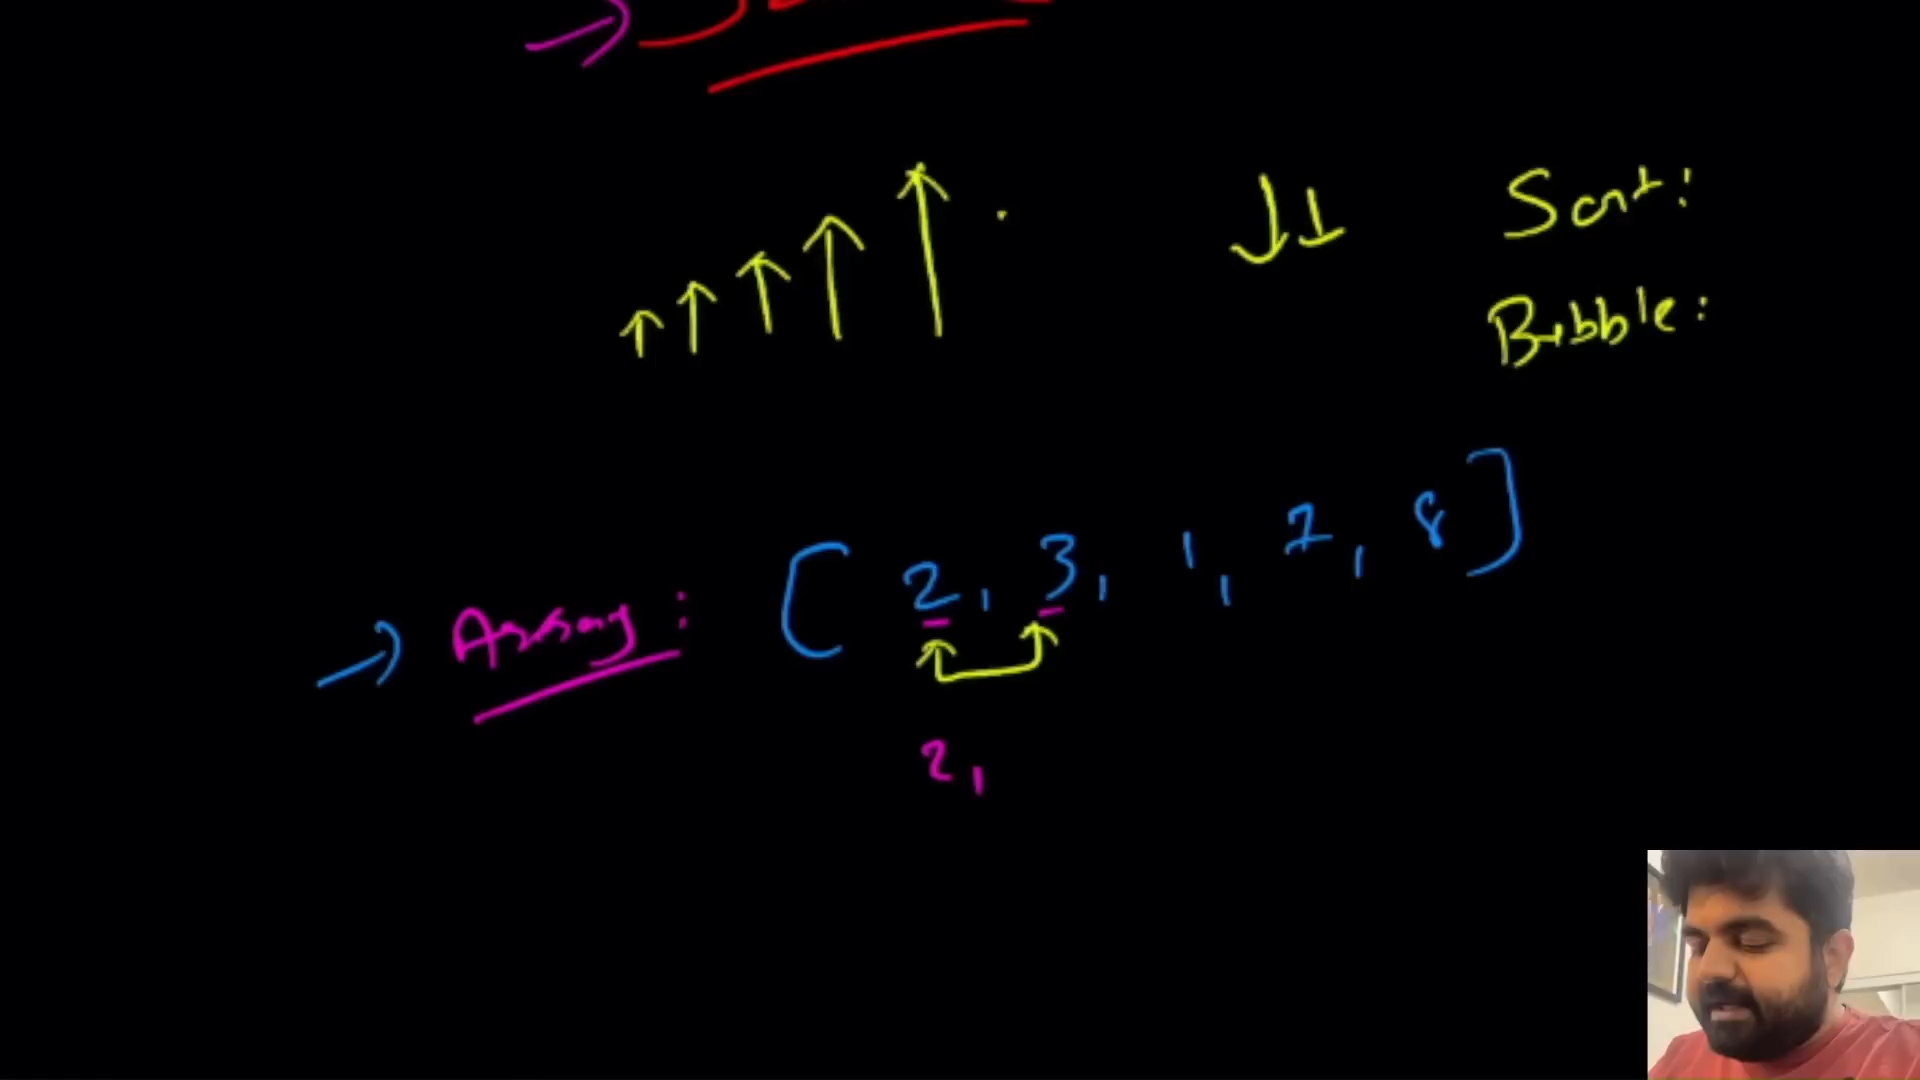 Sort:
Bubble:
Array: [ 2, 3, 1, 7, 8 ]
2,